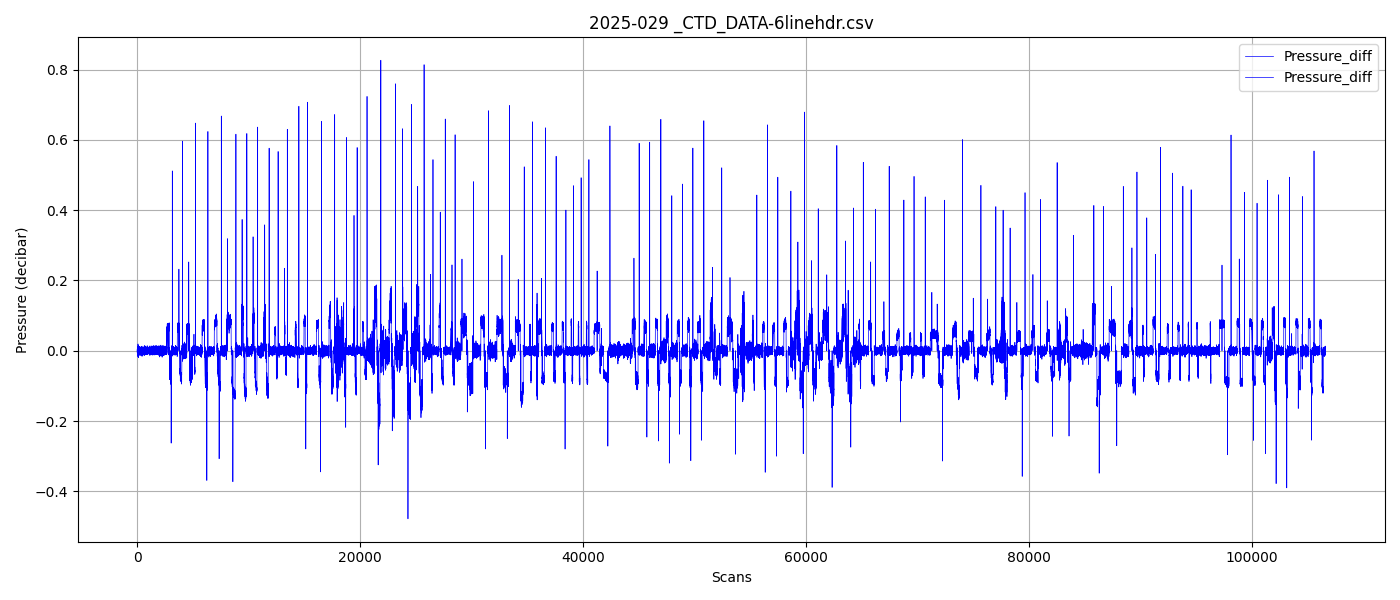 2025-029 _CTD_DATA-6linehdr.csv
Pressure_diff
Pressure_diff
0.8
0.6
0.4
0.2
0.0
−0.2
−0.4
Pressure (decibar)
0 20000 40000 60000 80000 100000
Scans